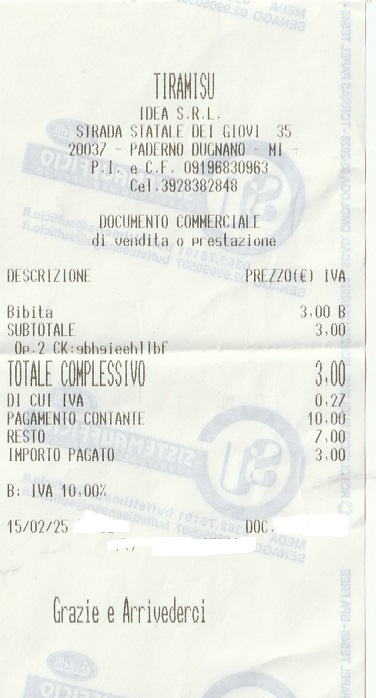 TIRAMISU
IDEA S.R.L.
STRADA STATALE DEI GIOVI 35
20037 - PADERNO DUGNANO - MI -
P.I. e C.F. 09196830963
Cel.3928382848
DOCUMENTO COMMERCIALE
di vendita o prestazione
DESCRIZIONE PREZZO(€) IVA
Bibita 3,00 B
SUBTOTALE 3,00
Op.2 CK:
TOTALE COMPLESSIVO 3,00
DI CUI IVA 0,27
PAGAMENTO CONTANTE 10,00
RESTO 7,00
IMPORTO PAGATO 3,00
B: IVA 10,00%
15/02/25 DOC.
Grazie e Arrivederci